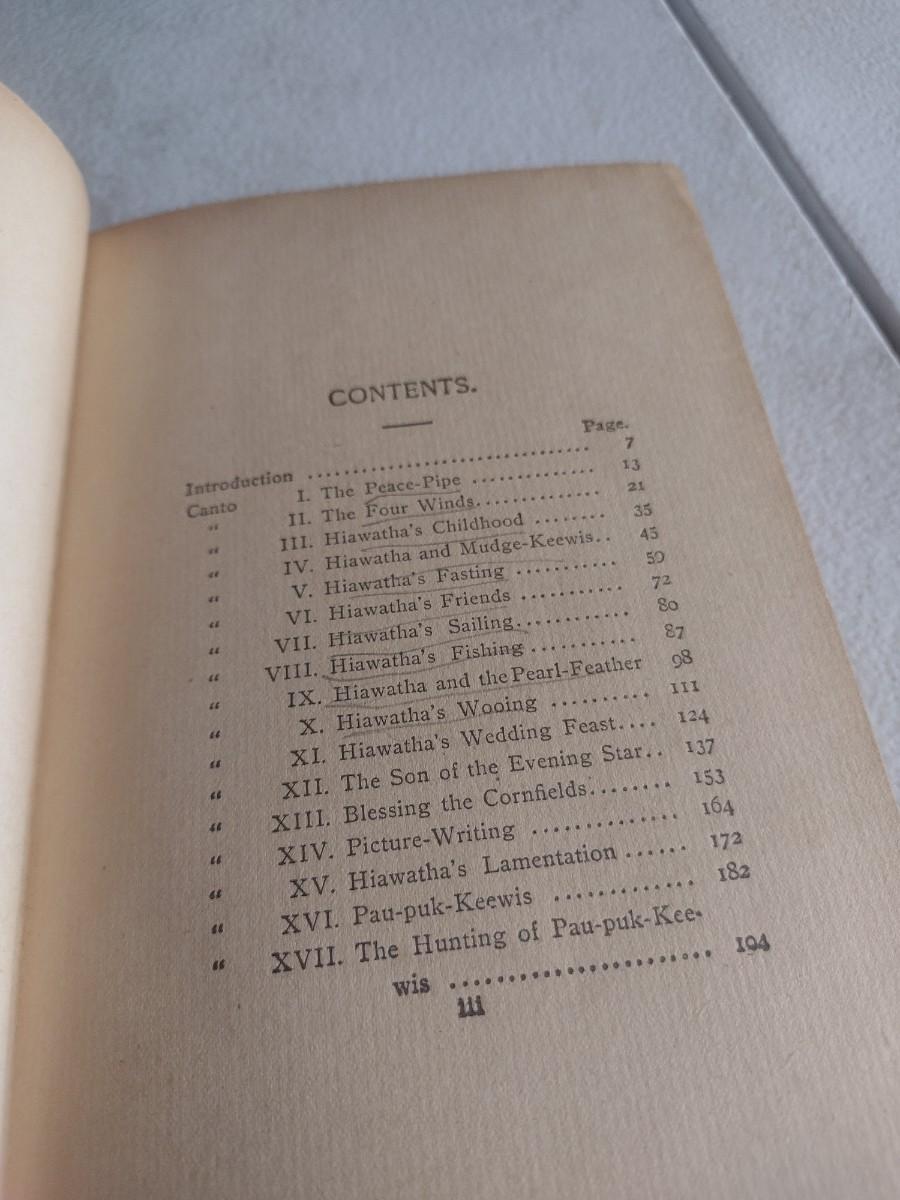 CONTENTS.
Page.
Introduction .............................. 7
Canto I. The Peace-Pipe ............. 13
“ II. The Four Winds............. 21
“ III. Hiawatha's Childhood ........ 35
“ IV. Hiawatha and Mudge-Keewis.. 45
“ V. Hiawatha's Fasting ........... 59
“ VI. Hiawatha's Friends ........... 72
“ VII. Hiawatha's Sailing............ 80
“ VIII. Hiawatha's Fishing ........... 87
“ IX. Hiawatha and the Pearl-Feather 98
“ X. Hiawatha's Wooing .......... 111
“ XI. Hiawatha's Wedding Feast.... 124
“ XII. The Son of the Evening Star.. 137
“ XIII. Blessing the Cornfields........ 153
“ XIV. Picture-Writing .............. 164
“ XV. Hiawatha's Lamentation ...... 172
“ XVI. Pau-puk-Keewis ............. 182
“ XVII. The Hunting of Pau-puk-Kee-
wis ....................... 194
iii